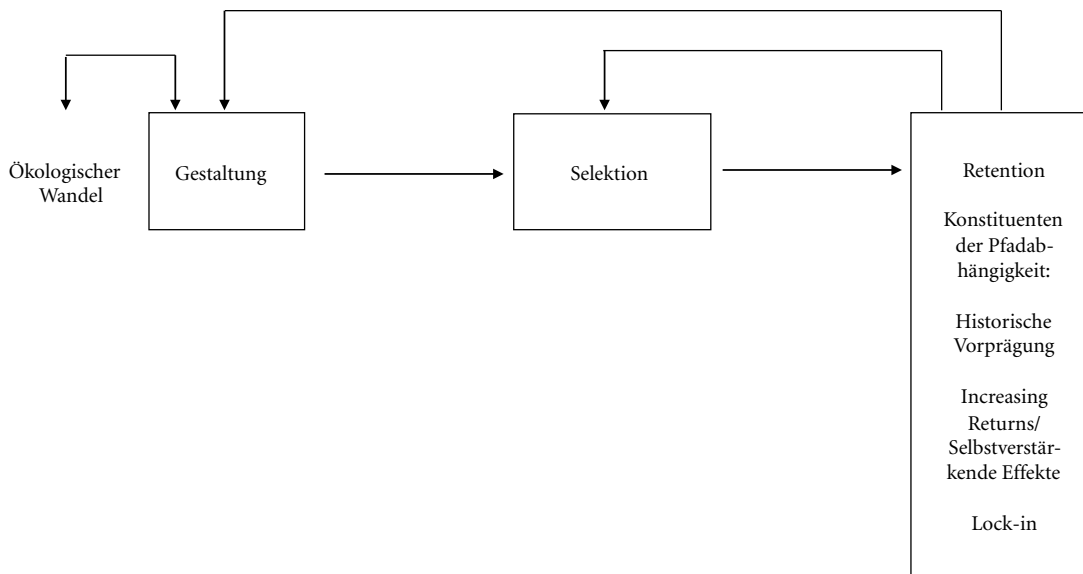 Ökologischer
Wandel
Gestaltung
Selektion
Retention
Konstituenten
der Pfadab-
hängigkeit:
Historische
Vorprägung
Increasing
Returns/
Selbstverstär-
kende Effekte
Lock-in